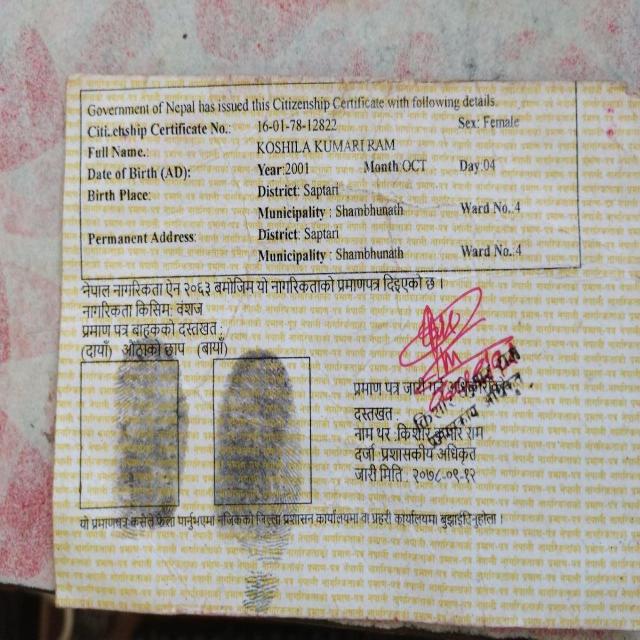 Government of Nepal has issued this Citizenship Certificate with following details.
Citizenship Certificate No.: 16-01-78-12822 Sex: Female
Full Name.: KOSHILA KUMARI RAM
Date of Birth (AD): Year:2001 Month:OCT Day:04
Birth Place: District: Saptari
Municipality : Shambhunath Ward No.:4
Permanent Address: District: Saptari
Municipality : Shambhunath Ward No.:4
नेपाल नागरिकता ऐन २०६३ बमोजिम यो नागरिकताको प्रमाणपत्र दिइएको छ ।
नागरिकता किसिम: वंशज
प्रमाण पत्र बाहकको दस्तखत :
(दायाँ) औंठाको छाप (बायाँ)
प्रमाण पत्र जारी गर्ने अधिकारीको
दस्तखत :
नाम थर :किशोर कुमार राम
दर्जा :प्रशासकीय अधिकृत
जारी मिति : २०७८-०९-१२
यो प्रमाणपत्र कसैले फेला पार्नुभएमा नजिकको जिल्ला प्रशासन कार्यालयमा वा प्रहरी कार्यालयमा बुझाईदिनुहोला ।